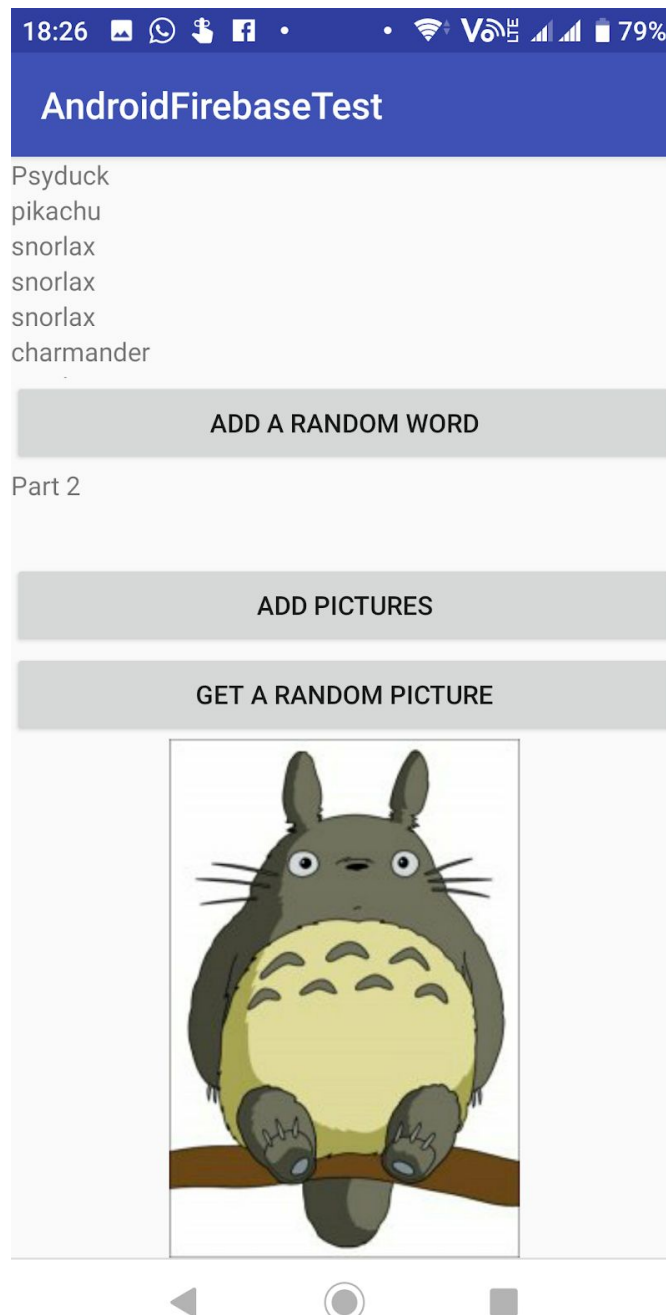 18:26 VoLTE 79%
AndroidFirebaseTest
Psyduck
pikachu
snorlax
snorlax
snorlax
charmander
ADD A RANDOM WORD
Part 2
ADD PICTURES
GET A RANDOM PICTURE